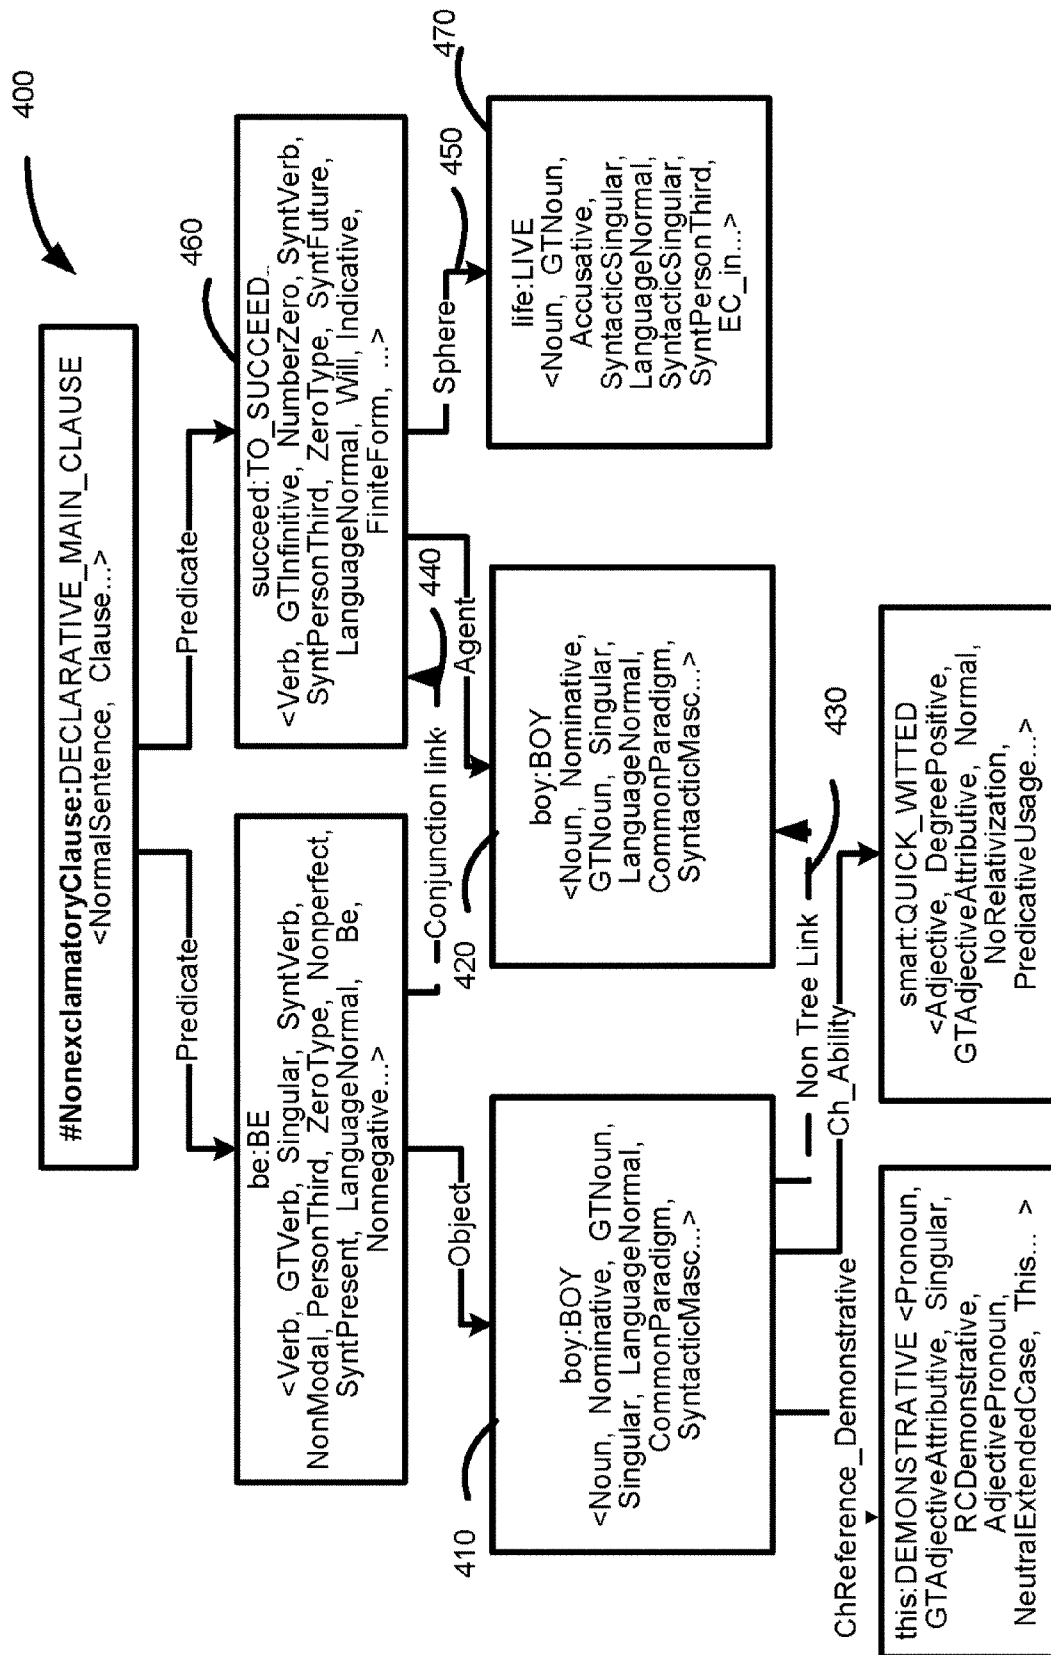 400
#NonexclamatoryClause:DECLARATIVE_MAIN_CLAUSE
<NormalSentence, Clause...>
Predicate
Predicate
460
be:BE
<Verb, GTVerb, Singular, SyntVerb,
NonModal, PersonThird, ZeroType, Nonperfect,
SyntPresent, LanguageNormal, Be,
Nonnegative...>
succeed:TO_SUCCEED...
<Verb, GTInfinitive, NumberZero, SyntVerb,
SyntPersonThird, ZeroType, SyntFuture,
LanguageNormal, Will, Indicative,
FiniteForm, ...>
Object
Conjunction link
440
Agent
Sphere
450
470
410
boy:BOY
<Noun, Nominative, GTNoun,
Singular, LanguageNormal,
CommonParadigm,
SyntacticMasc...>
420
boy:BOY
<Noun, Nominative,
GTNoun, Singular,
LanguageNormal,
CommonParadigm,
SyntacticMasc...>
life:LIVE
<Noun, GTNoun,
Accusative,
SyntacticSingular,
LanguageNormal,
SyntacticSingular,
SyntPersonThird,
EC_in...>
ChReference_Demonstrative
Non Tree Link
Ch_Ability
430
this:DEMONSTRATIVE <Pronoun,
GTAdjectiveAttributive, Singular,
RCDemonstrative,
AdjectivePronoun,
NeutralExtendedCase, This... >
smart:QUICK_WITTED
<Adjective, DegreePositive,
GTAdjectiveAttributive, Normal,
NoRelativization,
PredicativeUsage...>